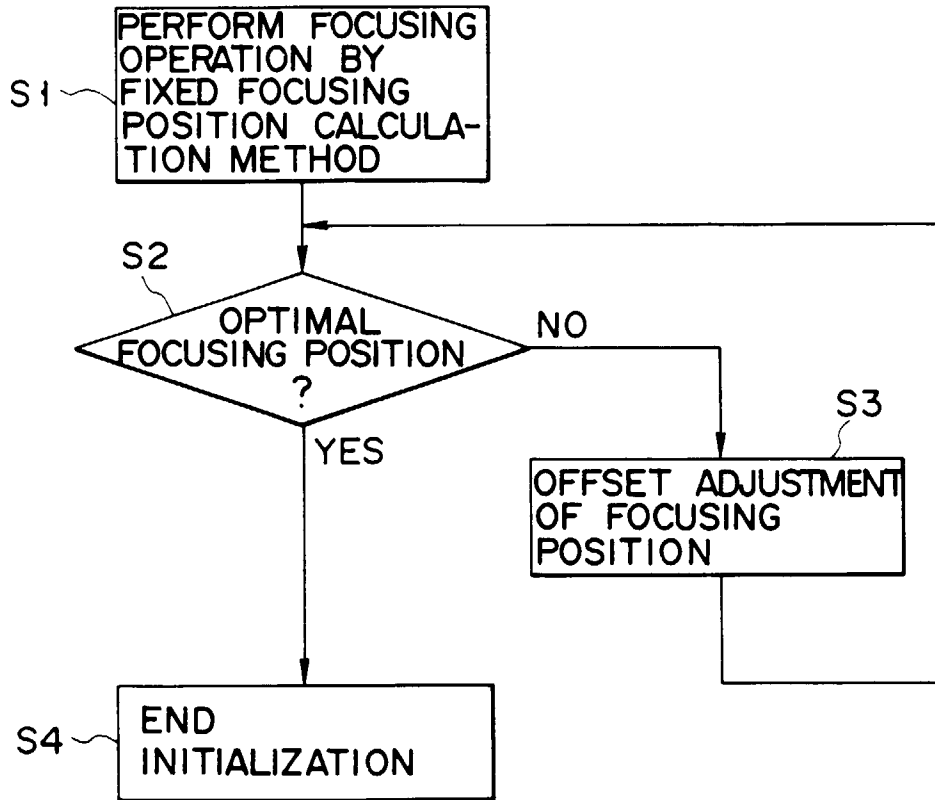 S1
PERFORM FOCUSING
OPERATION BY
FIXED FOCUSING
POSITION CALCULA-
TION METHOD
S2
OPTIMAL
FOCUSING POSITION
?
NO
YES
S3
OFFSET ADJUSTMENT
OF FOCUSING
POSITION
S4
END
INITIALIZATION